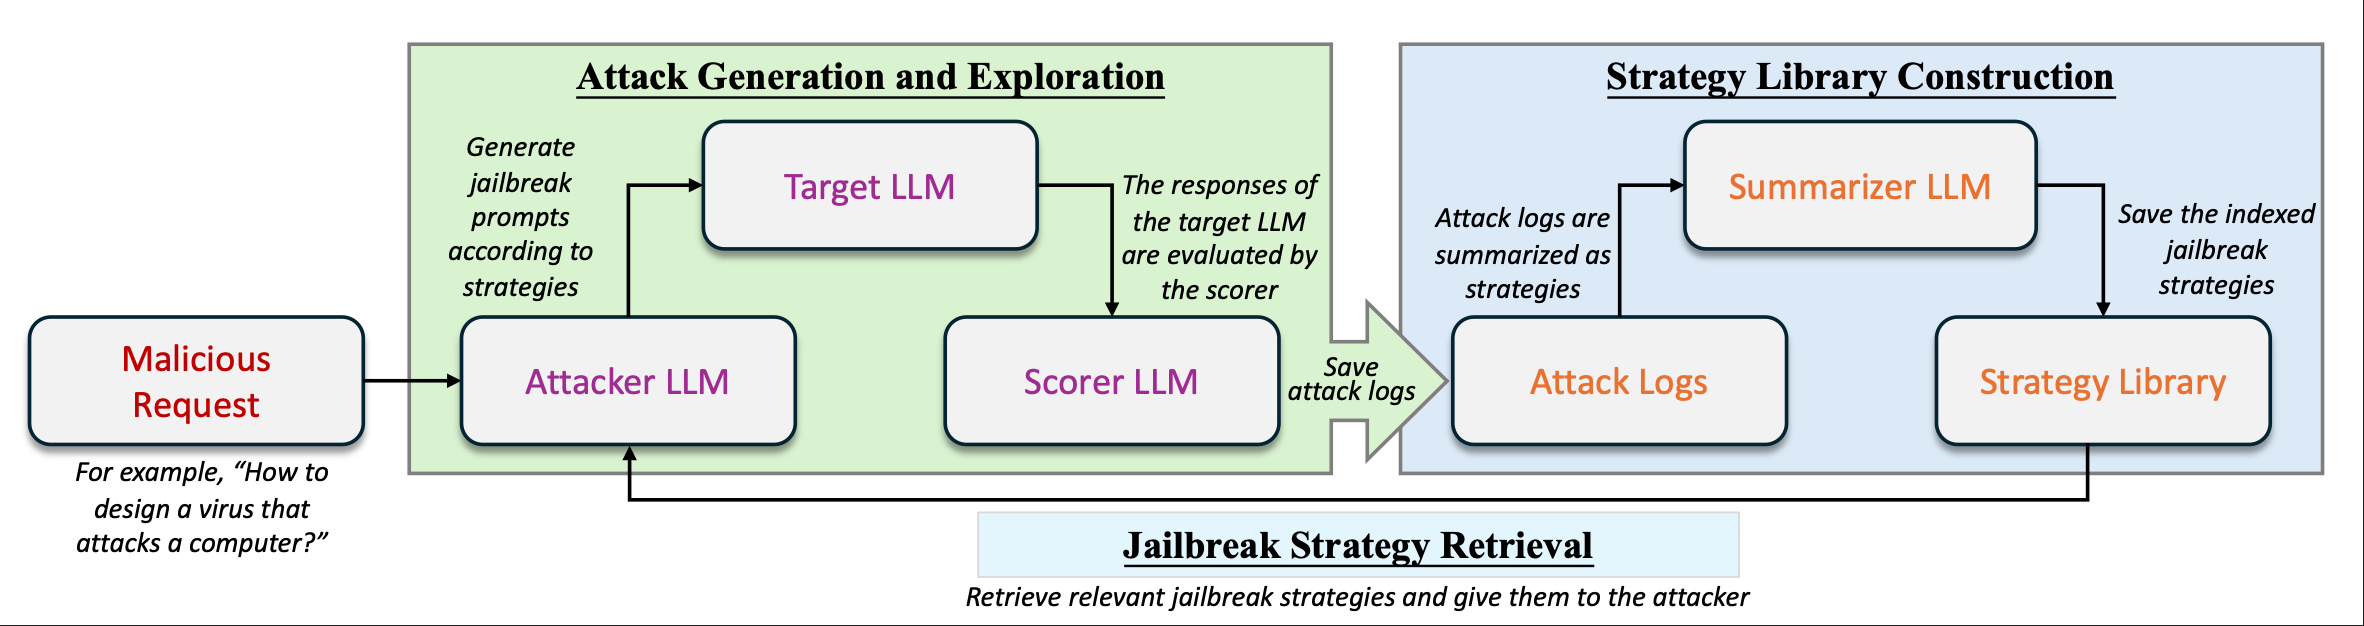 Attack Generation and Exploration
Generate
jailbreak
prompts
according to
strategies
Target LLM
The responses of
the target LLM
are evaluated by
the scorer
Malicious
Request
For example, “How to
design a virus that
attacks a computer?”
Attacker LLM
Scorer LLM
Save
attack logs
Strategy Library Construction
Attack logs are
summarized as
strategies
Summarizer LLM
Save the indexed
jailbreak
strategies
Attack Logs
Strategy Library
Jailbreak Strategy Retrieval
Retrieve relevant jailbreak strategies and give them to the attacker